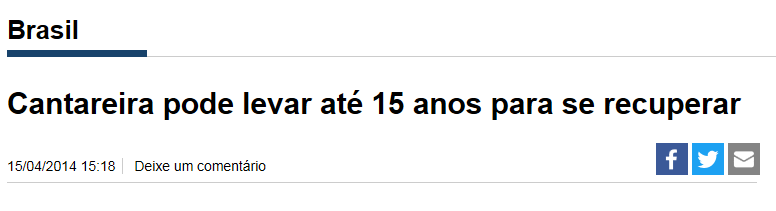 Brasil
Cantareira pode levar até 15 anos para se recuperar
15/04/2014 15:18 Deixe um comentário